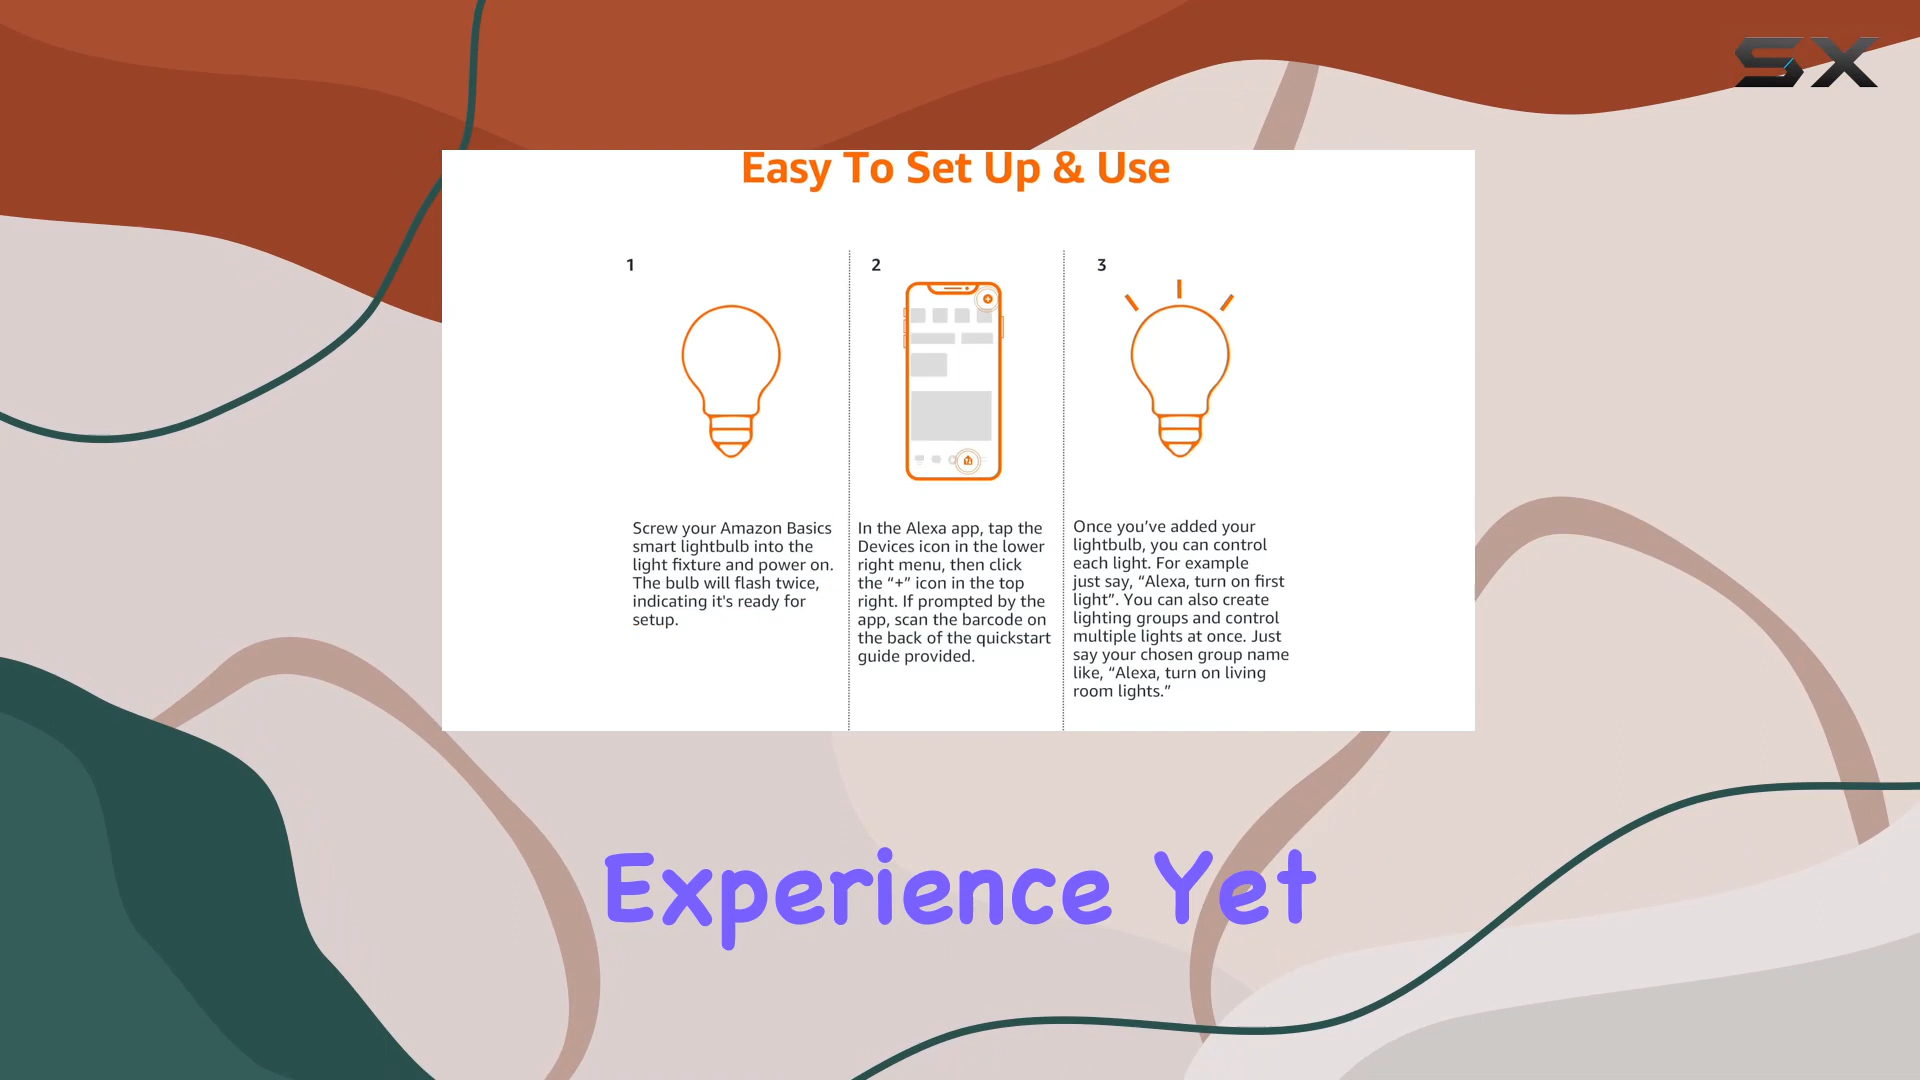 SX
Easy To Set Up & Use
1
Screw your Amazon Basics
smart lightbulb into the
light fixture and power on.
The bulb will flash twice,
indicating it's ready for
setup.
2
In the Alexa app, tap the
Devices icon in the lower
right menu, then click
the “+” icon in the top
right. If prompted by the
app, scan the barcode on
the back of the quickstart
guide provided.
3
Once you’ve added your
lightbulb, you can control
each light. For example
just say, “Alexa, turn on first
light”. You can also create
lighting groups and control
multiple lights at once. Just
say your chosen group name
like, “Alexa, turn on living
room lights.”
Experience Yet